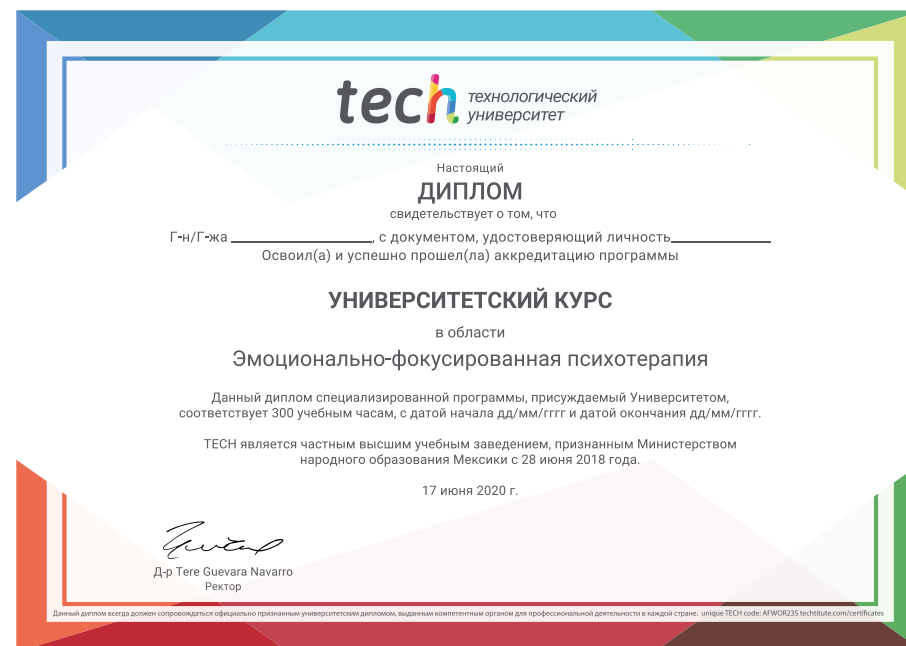 tech технологический
университет
Настоящий
ДИПЛОМ
свидетельствует о том, что
Г-н/Г-жа ________________, с документом, удостоверяющий личность____________
Освоил(а) и успешно прошел(ла) аккредитацию программы
УНИВЕРСИТЕТСКИЙ КУРС
в области
Эмоционально-фокусированная психотерапия
Данный диплом специализированной программы, присуждаемый Университетом,
соответствует 300 учебным часам, с датой начала дд/мм/гггг и датой окончания дд/мм/гггг.
TECH является частным высшим учебным заведением, признанным Министерством
народного образования Мексики с 28 июня 2018 года.
17 июня 2020 г.
Д-р Tere Guevara Navarro
Ректор
Данный диплом всегда должен сопровождаться официально признанным университетским дипломом, выданным компетентным органом для профессиональной деятельности в каждой стране. unique TECH code: AFWOR23S techtitute.com/certificates